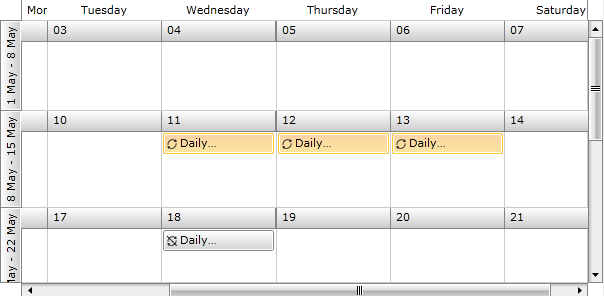 Mor Tuesday Wednesday Thursday Friday Saturday
1 May - 8 May
03 04 05 06 07
8 May - 15 May
10 11 12 13 14
Daily... Daily... Daily...
May - 22 May
17 18 19 20 21
Daily...